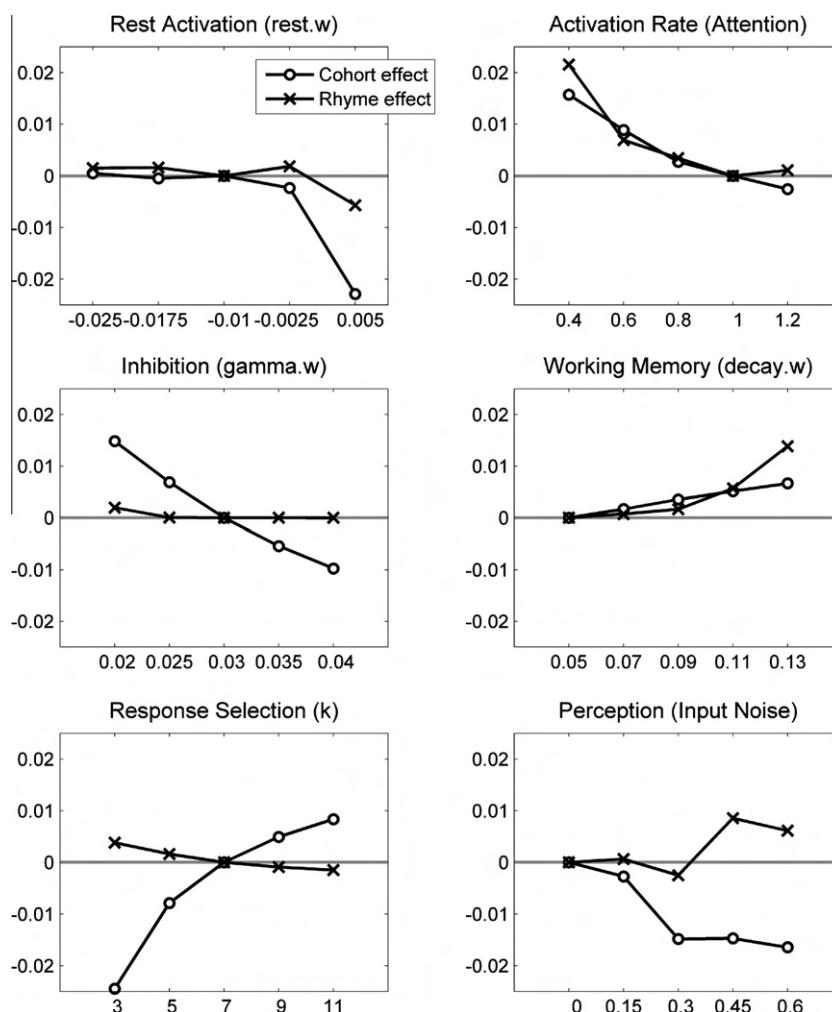 Rest Activation (rest.w)
0.02
0.01
0
-0.01
-0.02
-0.025 -0.0175 -0.01 -0.0025 0.005
Cohort effect
Rhyme effect
Activation Rate (Attention)
0.02
0.01
0
-0.01
-0.02
0.4 0.6 0.8 1 1.2
Inhibition (gamma.w)
0.02
0.01
0
-0.01
-0.02
0.02 0.025 0.03 0.035 0.04
Working Memory (decay.w)
0.02
0.01
0
-0.01
-0.02
0.05 0.07 0.09 0.11 0.13
Response Selection (k)
0.02
0.01
0
-0.01
-0.02
3 5 7 9 11
Perception (Input Noise)
0.02
0.01
0
-0.01
-0.02
0 0.15 0.3 0.45 0.6